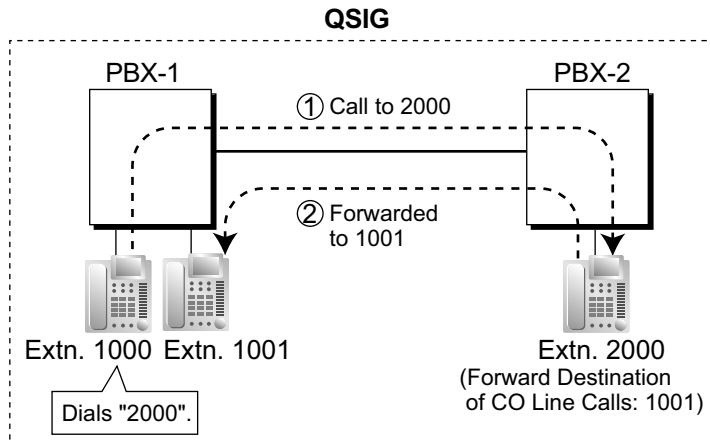 QSIG
PBX-1
PBX-2
① Call to 2000
② Forwarded
to 1001
Extn. 1000
Extn. 1001
Extn. 2000
(Forward Destination
of CO Line Calls: 1001)
Dials "2000".